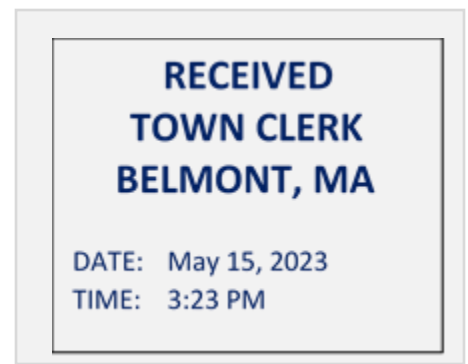 RECEIVED
TOWN CLERK
BELMONT, MA
DATE: May 15, 2023
TIME: 3:23 PM